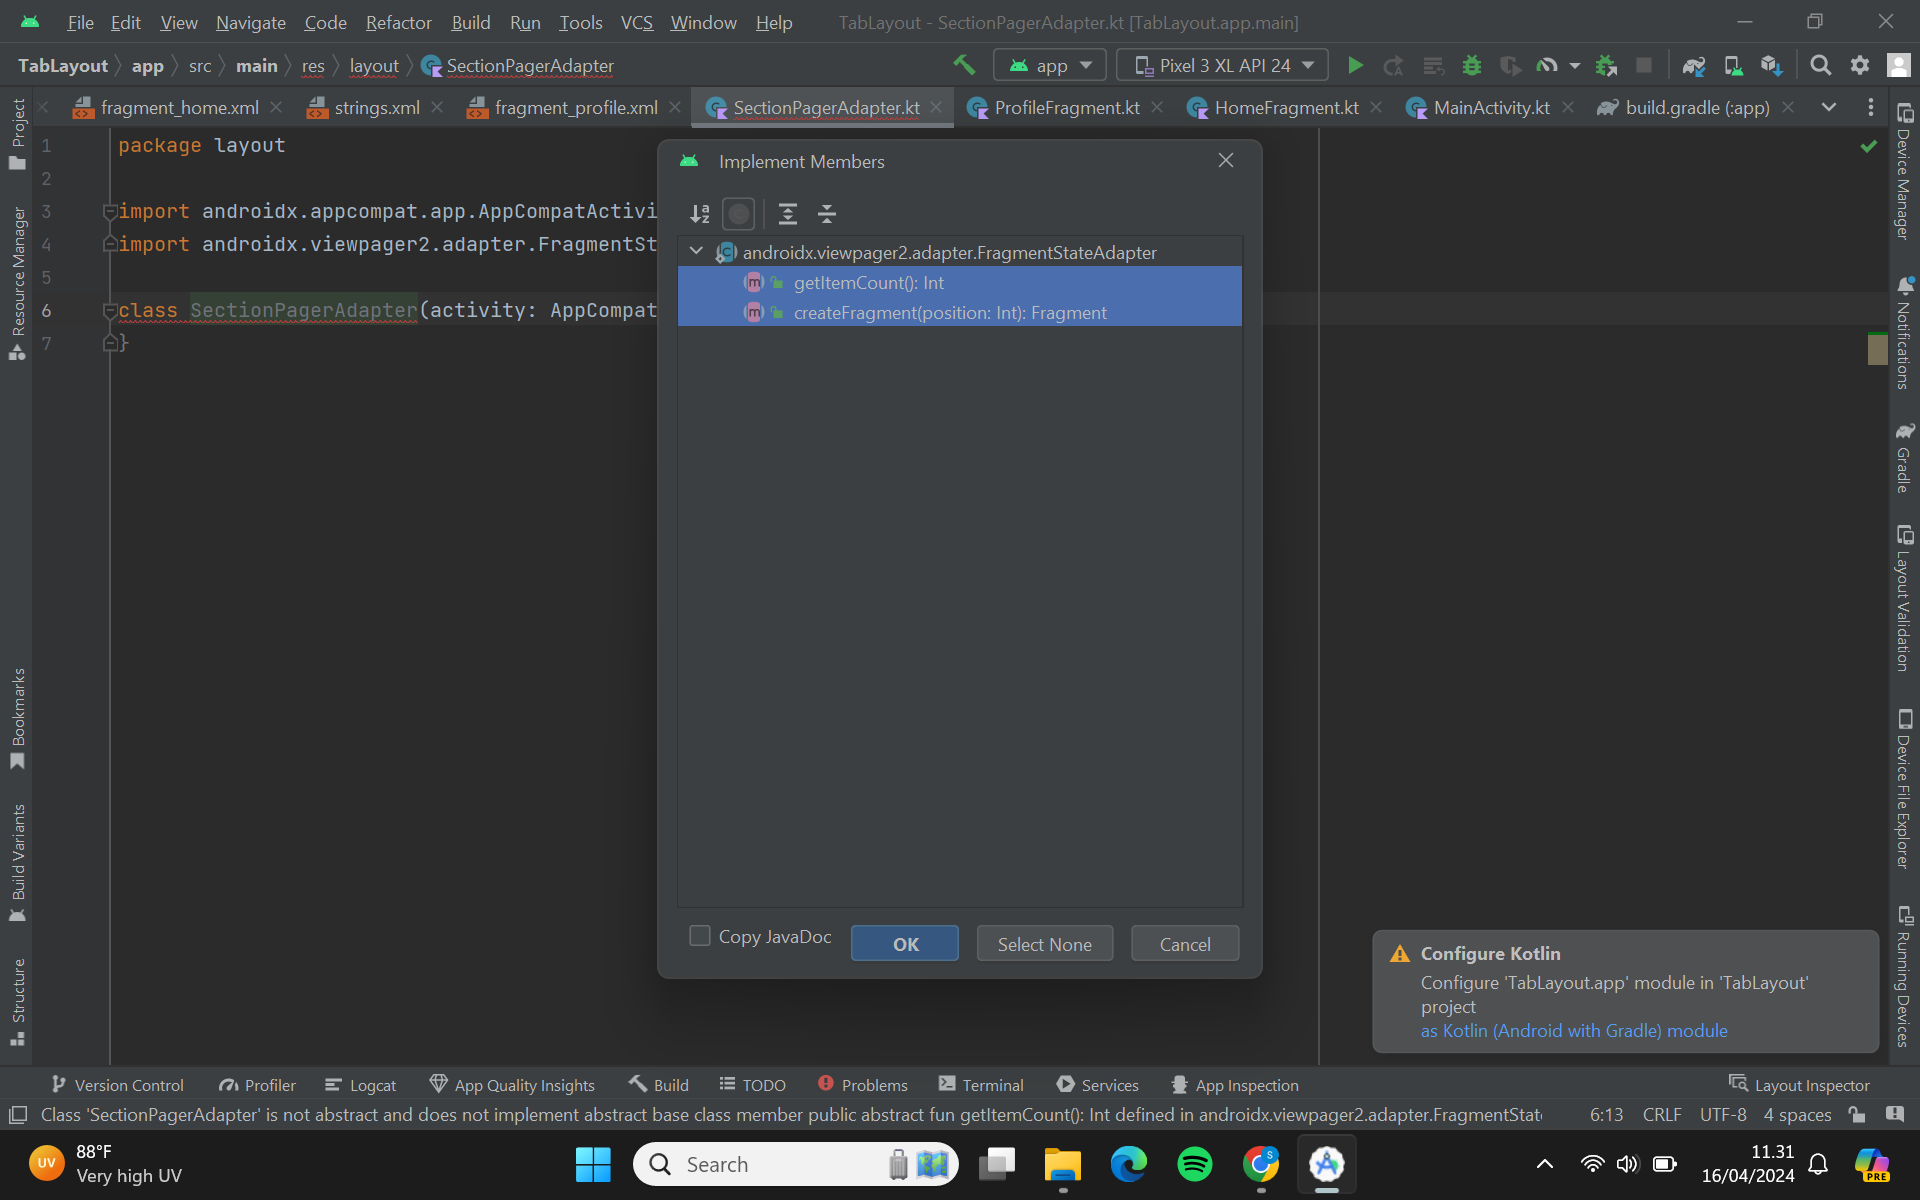 File Edit View Navigate Code Refactor Build Run Tools VCS Window Help TabLayout - SectionPagerAdapter.kt [TabLayout.app.main]
TabLayout app src main res layout SectionPagerAdapter app Pixel 3 XL API 24
fragment_home.xml strings.xml fragment_profile.xml SectionPagerAdapter.kt ProfileFragment.kt HomeFragment.kt MainActivity.kt build.gradle (:app)
Project
Resource Manager
Bookmarks
Build Variants
Structure
1 package layout
2
3 import androidx.appcompat.app.AppCompatActivi
4 import androidx.viewpager2.adapter.FragmentSt
5
6 class SectionPagerAdapter(activity: AppCompat
7 }
Implement Members
androidx.viewpager2.adapter.FragmentStateAdapter
getItemCount(): Int
createFragment(position: Int): Fragment
Copy JavaDoc OK Select None Cancel
Configure Kotlin
Configure 'TabLayout.app' module in 'TabLayout'
project
as Kotlin (Android with Gradle) module
Device Manager
Notifications
Gradle
Layout Validation
Device File Explorer
Running Devices
Version Control Profiler Logcat App Quality Insights Build TODO Problems Terminal Services App Inspection Layout Inspector
Class 'SectionPagerAdapter' is not abstract and does not implement abstract base class member public abstract fun getItemCount(): Int defined in androidx.viewpager2.adapter.FragmentState 6:13 CRLF UTF-8 4 spaces
UV 88°F
Very high UV
Search
11.31
16/04/2024
PRE